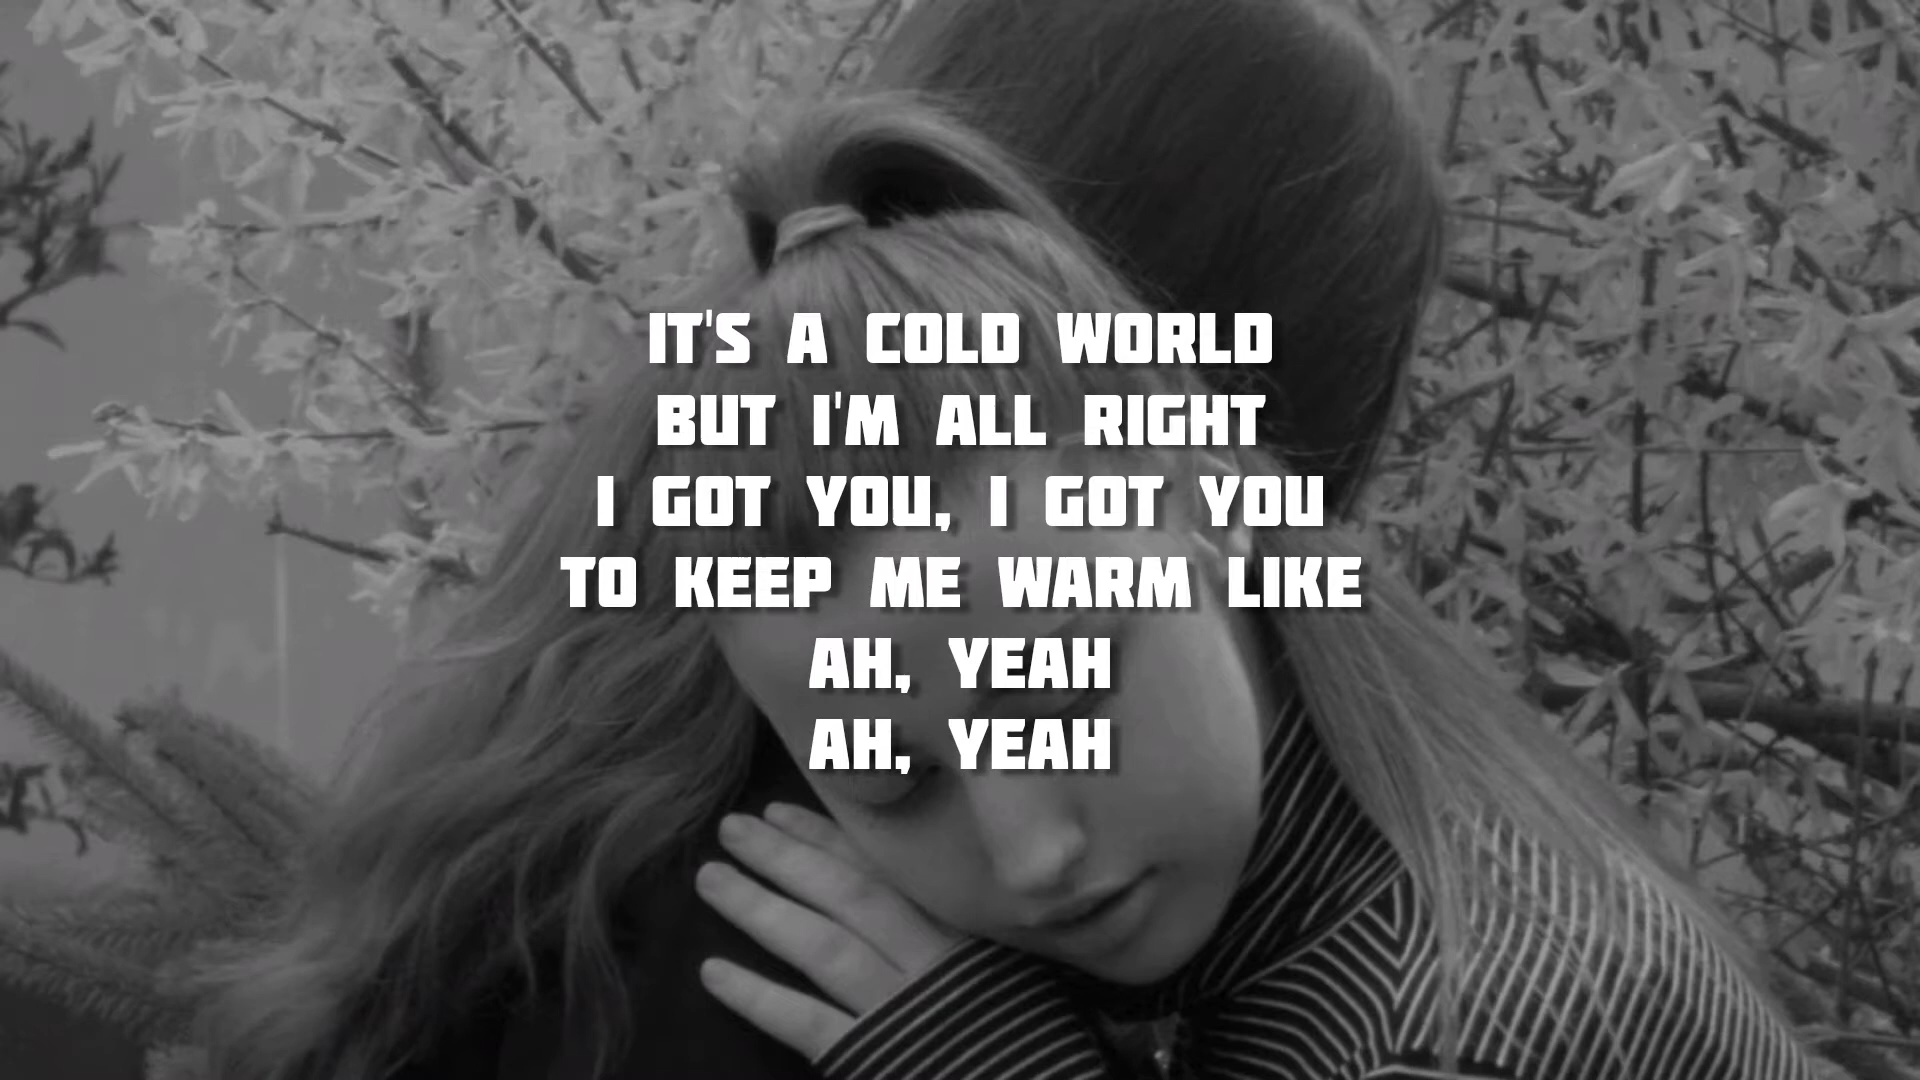 IT'S A COLD WORLD
BUT I'M ALL RIGHT
I GOT YOU, I GOT YOU
TO KEEP ME WARM LIKE
AH, YEAH
AH, YEAH